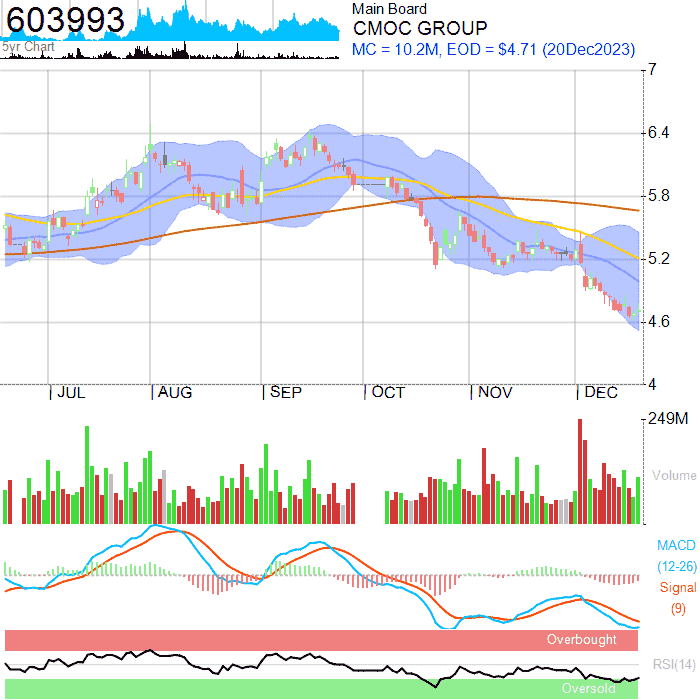 603993
5yr Chart
Main Board
CMOC GROUP
MC = 10.2M, EOD = $4.71 (20Dec2023)
7
6.4
5.8
5.2
4.6
4
JUL AUG SEP OCT NOV DEC
249M
Volume
MACD
(12-26)
Signal
(9)
Overbought
RSI(14)
Oversold